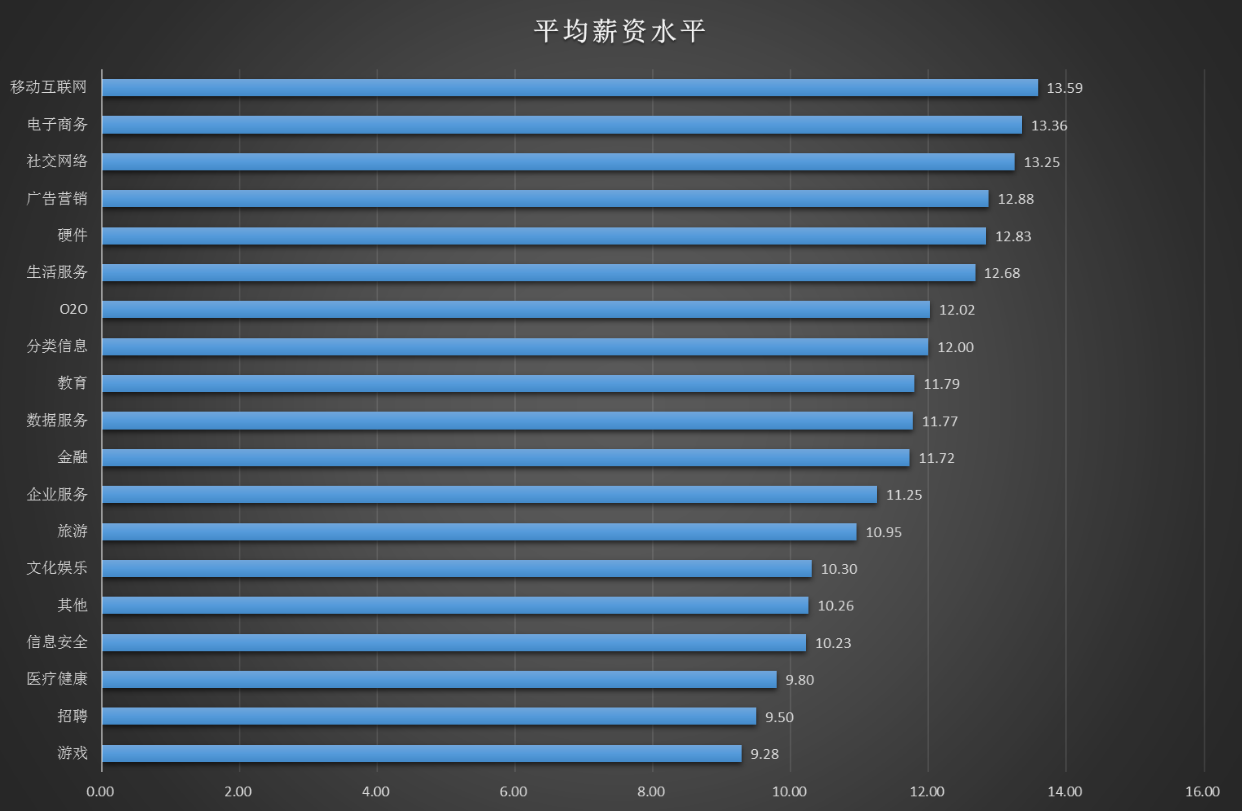 平均薪资水平
移动互联网 13.59
电子商务 13.36
社交网络 13.25
广告营销 12.88
硬件 12.83
生活服务 12.68
O2O 12.02
分类信息 12.00
教育 11.79
数据服务 11.77
金融 11.72
企业服务 11.25
旅游 10.95
文化娱乐 10.30
其他 10.26
信息安全 10.23
医疗健康 9.80
招聘 9.50
游戏 9.28
0.00 2.00 4.00 6.00 8.00 10.00 12.00 14.00 16.00